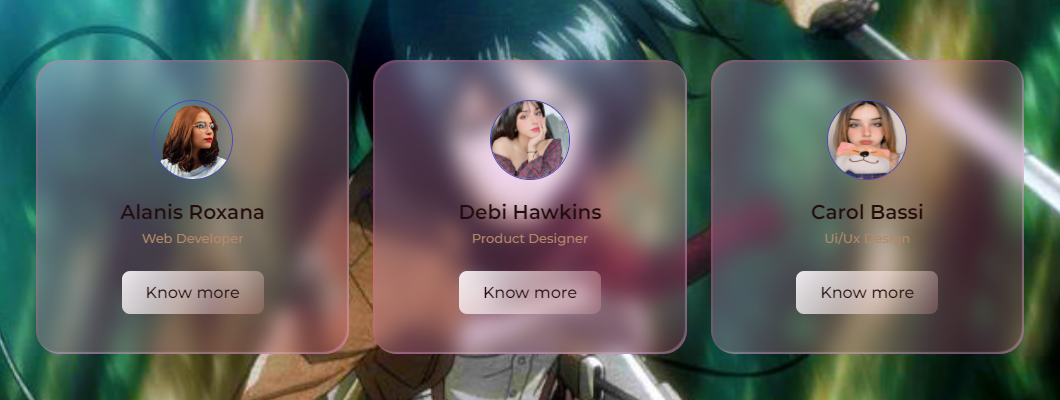 Alanis Roxana
Web Developer
Know more
Debi Hawkins
Product Designer
Know more
Carol Bassi
Ui/Ux Design
Know more